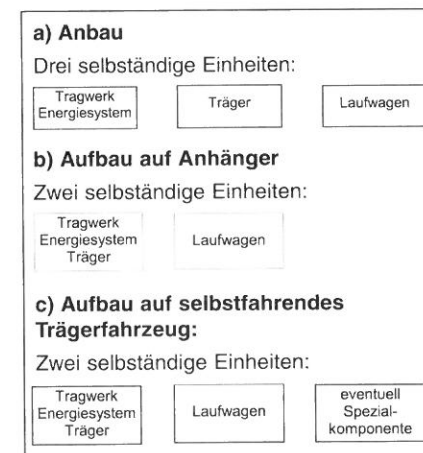 a) Anbau
Drei selbständige Einheiten:
Tragwerk
Energiesystem
Träger
Laufwagen
b) Aufbau auf Anhänger
Zwei selbständige Einheiten:
Tragwerk
Energiesystem
Träger
Laufwagen
c) Aufbau auf selbstfahrendes
Trägerfahrzeug:
Zwei selbständige Einheiten:
Tragwerk
Energiesystem
Träger
Laufwagen
eventuell
Spezial-
komponente